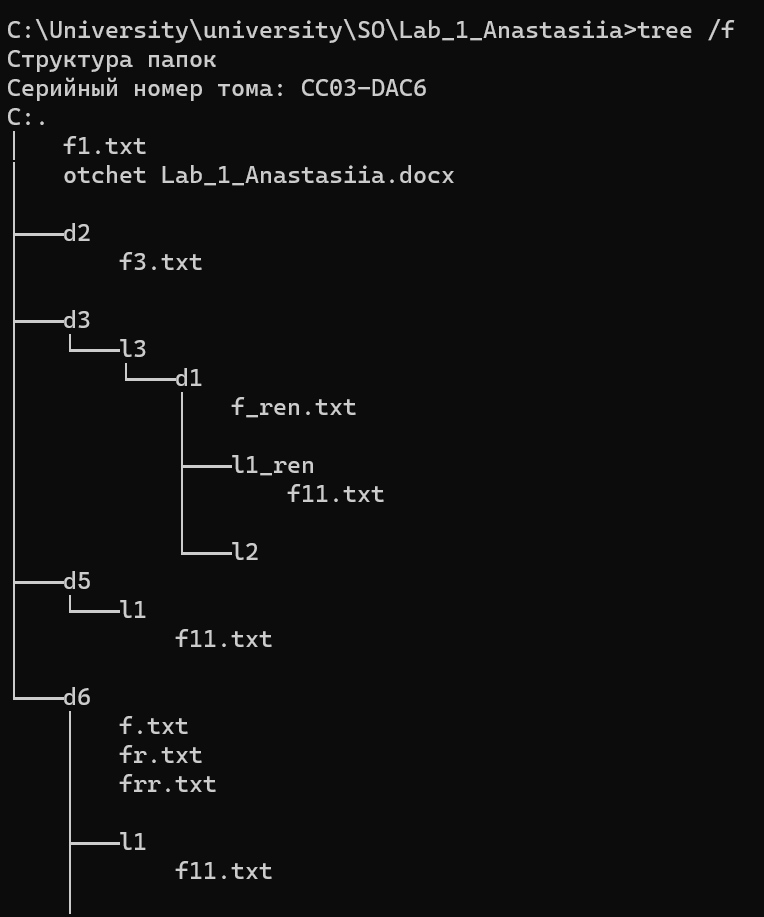 C:\University\university\SO\Lab_1_Anastasiia>tree /f
Структура папок
Серийный номер тома: CC03-DAC6
C:.
f1.txt
otchet Lab_1_Anastasiia.docx
d2
f3.txt
d3
l3
d1
f_ren.txt
l1_ren
f11.txt
l2
d5
l1
f11.txt
d6
f.txt
fr.txt
frr.txt
l1
f11.txt